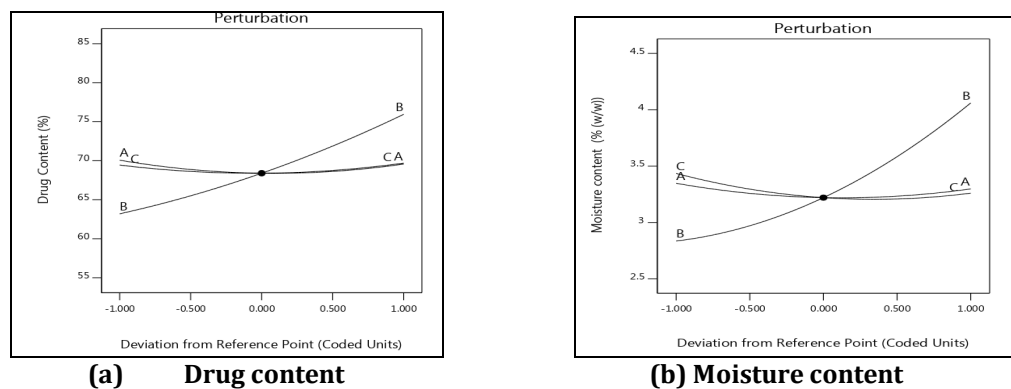 Perturbation
85
80
75
70
65
60
55
Drug Content (%)
A
C
B
B
C A
-1.000 -0.500 0.000 0.500 1.000
Deviation from Reference Point (Coded Units)
(a) Drug content
Perturbation
4.5
4
3.5
3
2.5
Moisture content (% (w/w))
C
A
B
B
A
C
-1.000 -0.500 0.000 0.500 1.000
Deviation from Reference Point (Coded Units)
(b) Moisture content